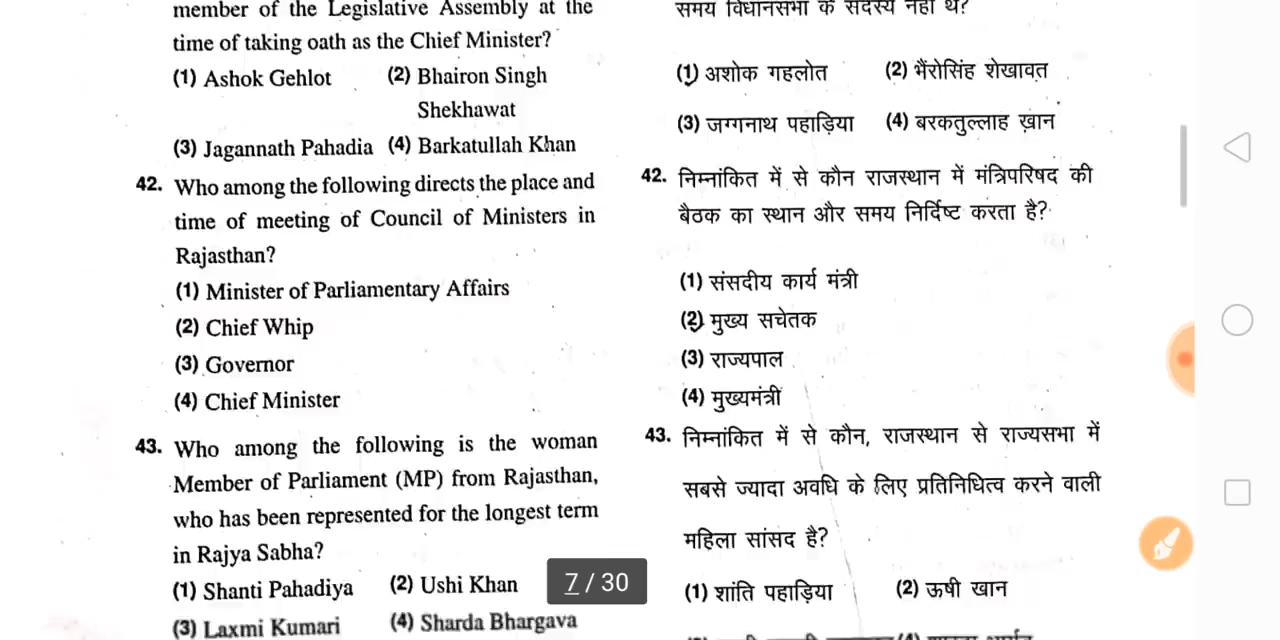 member of the Legislative Assembly at the
time of taking oath as the Chief Minister?
(1) Ashok Gehlot (2) Bhairon Singh
Shekhawat
(3) Jagannath Pahadia (4) Barkatullah Khan
42. Who among the following directs the place and
time of meeting of Council of Ministers in
Rajasthan?
(1) Minister of Parliamentary Affairs
(2) Chief Whip
(3) Governor
(4) Chief Minister
43. Who among the following is the woman
Member of Parliament (MP) from Rajasthan,
who has been represented for the longest term
in Rajya Sabha?
(1) Shanti Pahadiya (2) Ushi Khan
(3) Laxmi Kumari (4) Sharda Bhargava
समय विधानसभा के सदस्य नहीं थे?
(1) अशोक गहलोत (2) भैंरोसिंह शेखावत
(3) जग्गनाथ पहाड़िया (4) बरकतुल्लाह ख़ान
42. निम्नांकित में से कौन राजस्थान में मंत्रिपरिषद की
बैठक का स्थान और समय निर्दिष्ट करता है?
(1) संसदीय कार्य मंत्री
(2) मुख्य सचेतक
(3) राज्यपाल
(4) मुख्यमंत्री
43. निम्नांकित में से कौन, राजस्थान से राज्यसभा में
सबसे ज्यादा अवधि के लिए प्रतिनिधित्व करने वाली
महिला सांसद है?
(1) शांति पहाड़िया (2) ऊषी खान
7 / 30